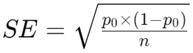 SE = √(p₀×(1−p₀)/n)